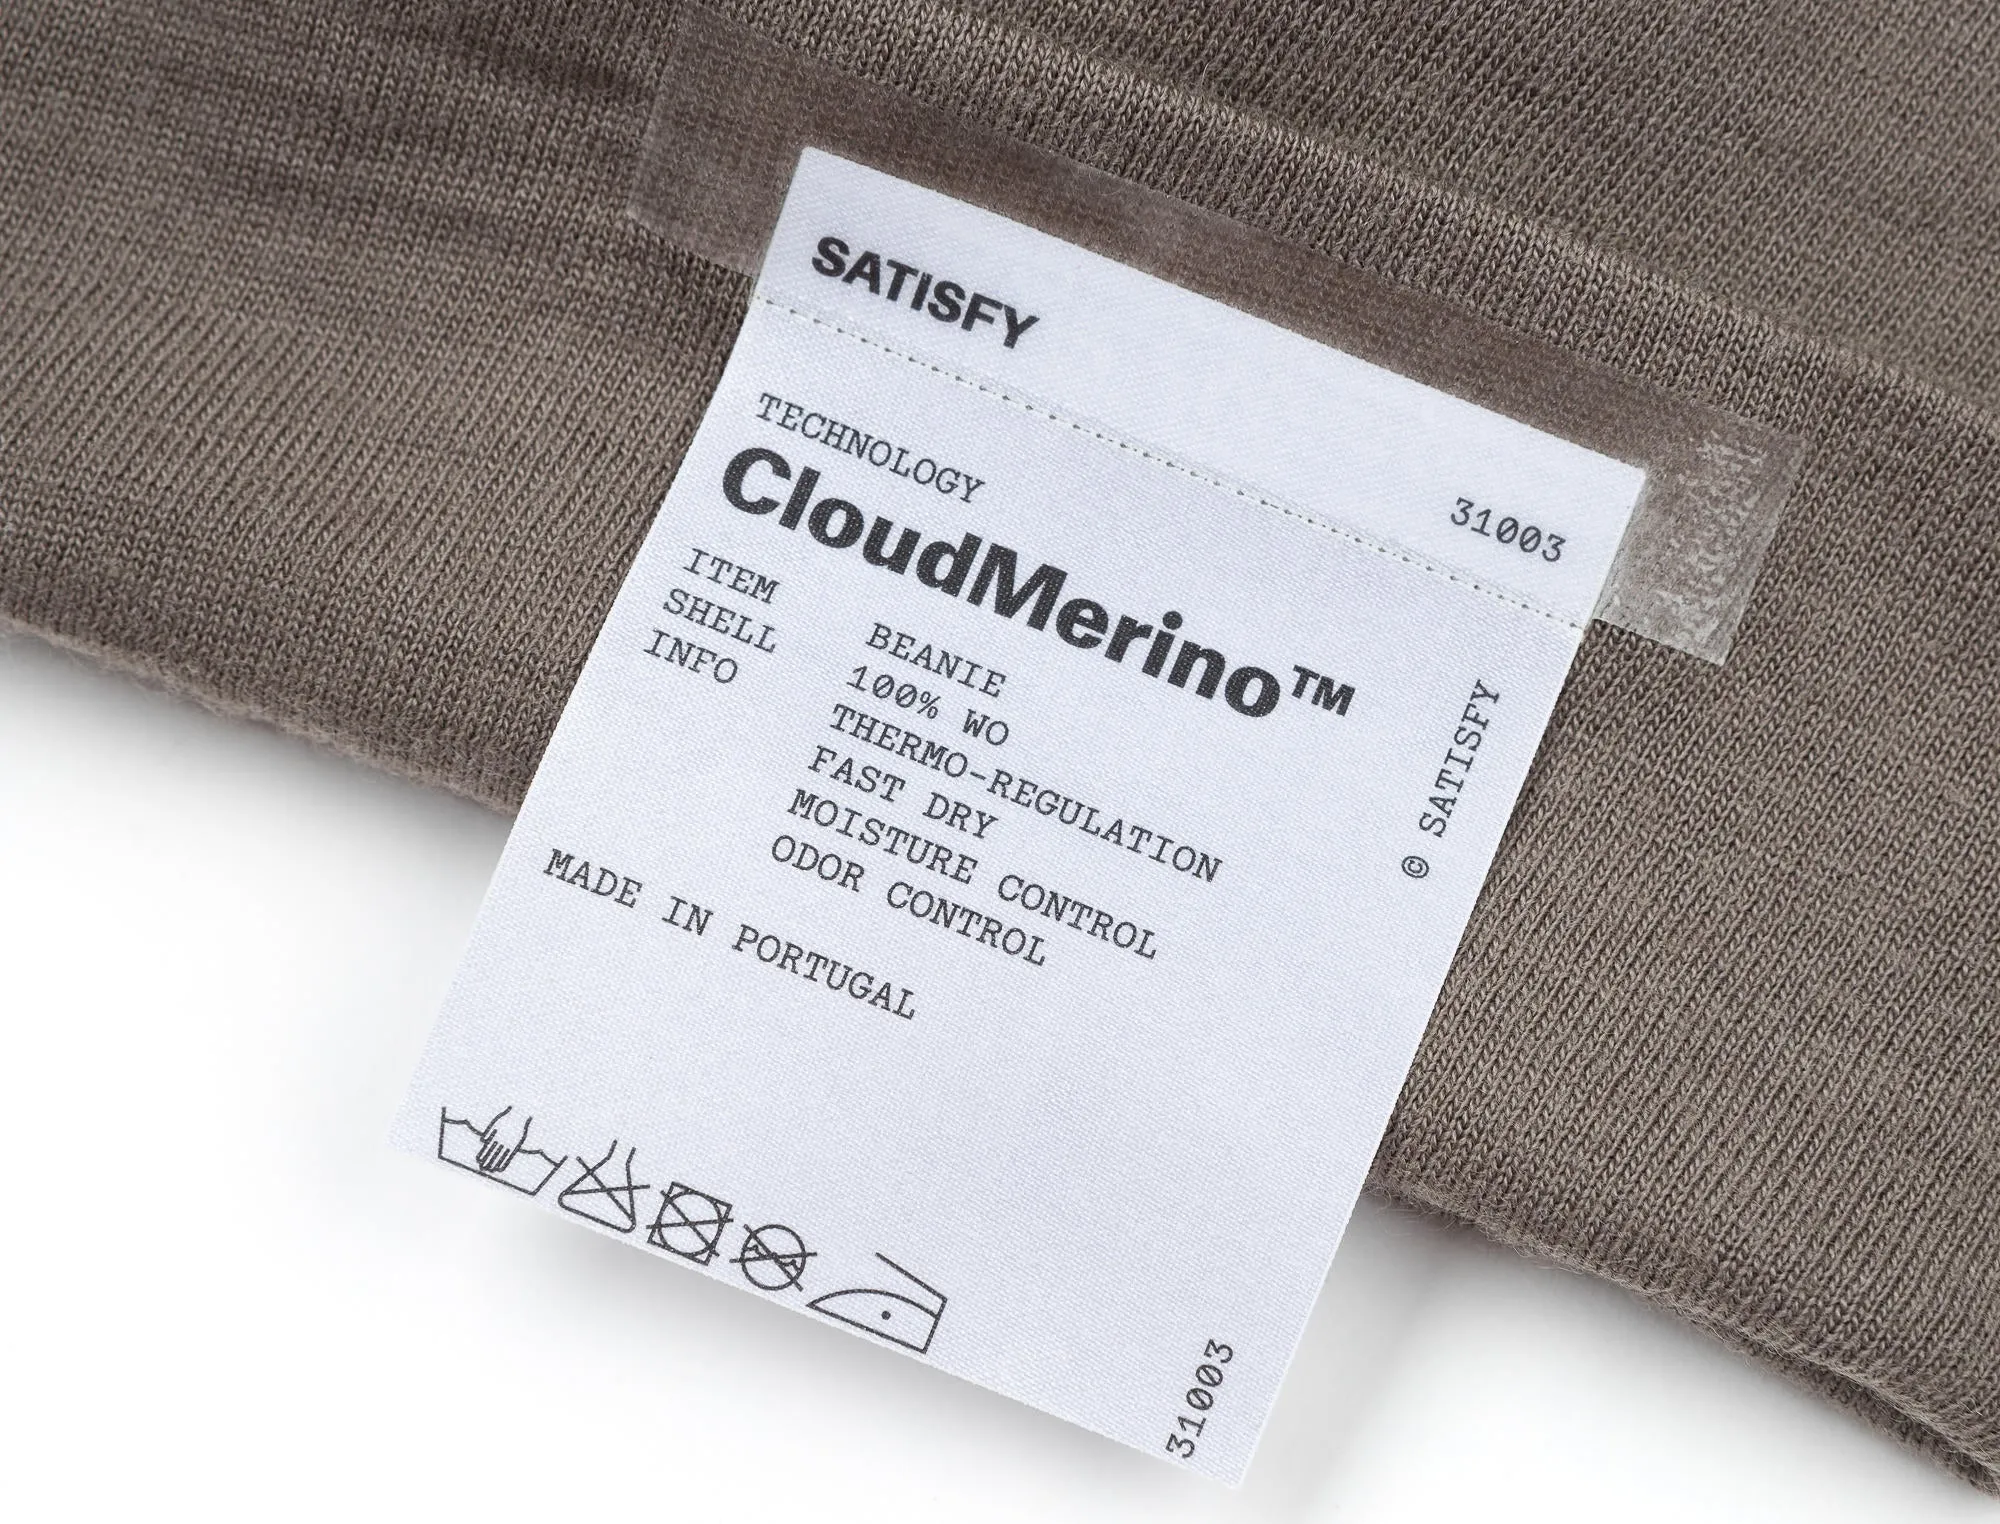 SATISFY
31003
TECHNOLOGY
CloudMerino™
ITEM BEANIE
SHELL 100% WO
INFO THERMO-REGULATION
FAST DRY
MOISTURE CONTROL
ODOR CONTROL
MADE IN PORTUGAL
© SATISFY
31003